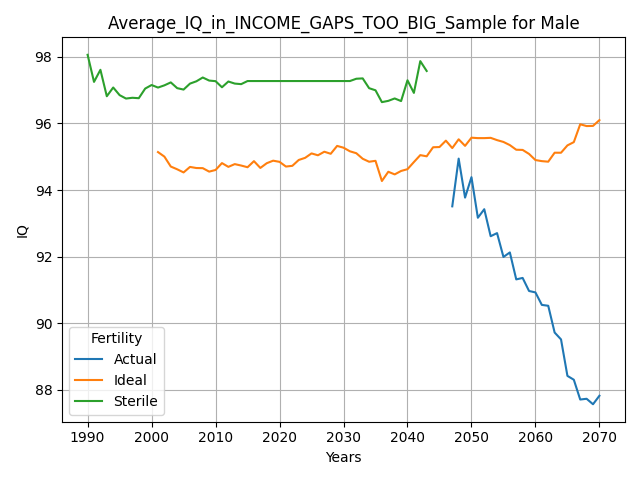 Average_IQ_in_INCOME_GAPS_TOO_BIG_Sample for Male
IQ
98
96
94
92
90
88
Fertility
Actual
Ideal
Sterile
1990 2000 2010 2020 2030 2040 2050 2060 2070
Years